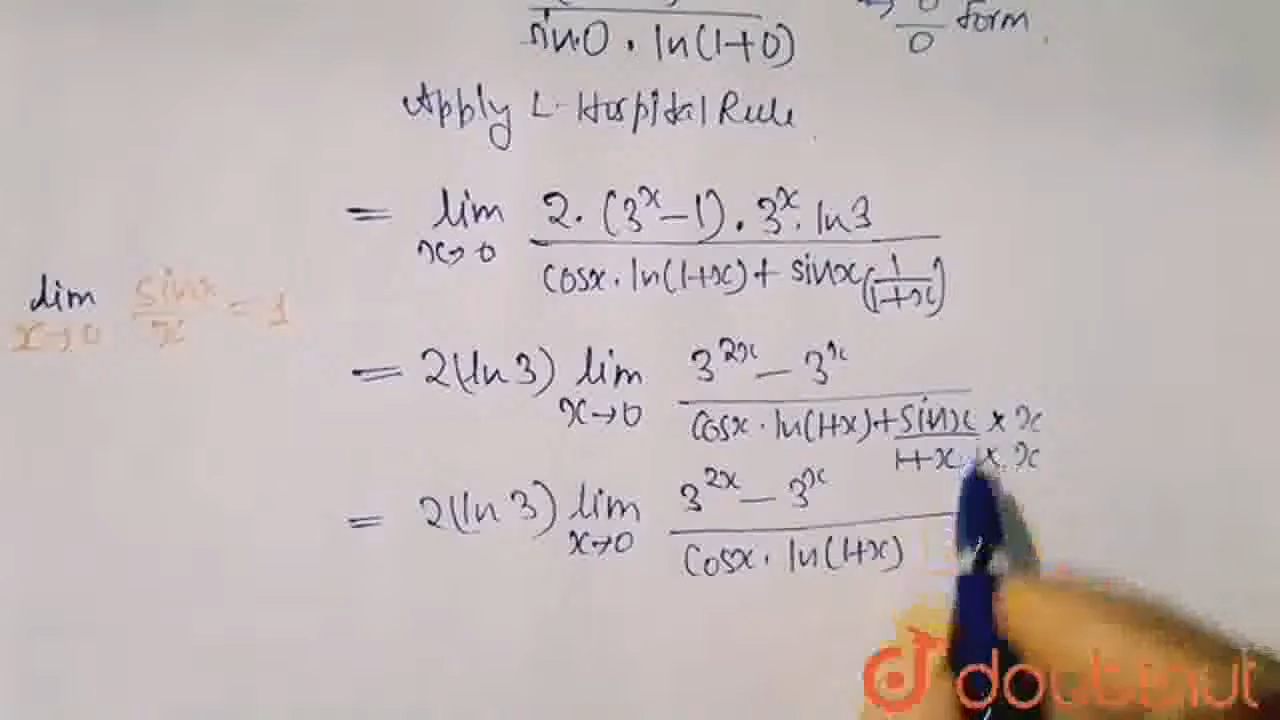 sin0 · ln(1+0) 0/0 form.
Apply L-Hospital Rule
= lim x→0 2·(3^x−1)·3^x·ln3 / cosx·ln(1+x)+ sinx(1/1+x)
lim x→0 sinx/x = 1
= 2(ln3) lim x→0 3^2x − 3^x / cosx·ln(1+x)+ sinx/1+x × x/x
= 2(ln3) lim x→0 3^2x − 3^x / cosx·ln(1+x)
doubtnut